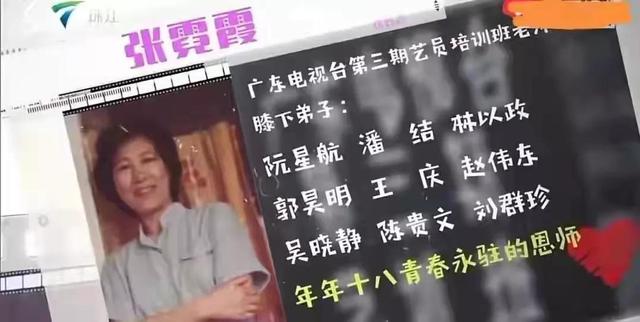 珠江
张霓霞
广东电视台第三期艺员培训班老师
膝下弟子：
阮星航 潘 结 林以政
郭昊明 王 庆 赵伟东
吴晓静 陈贵文 刘群珍
年年十八青春永驻的恩师